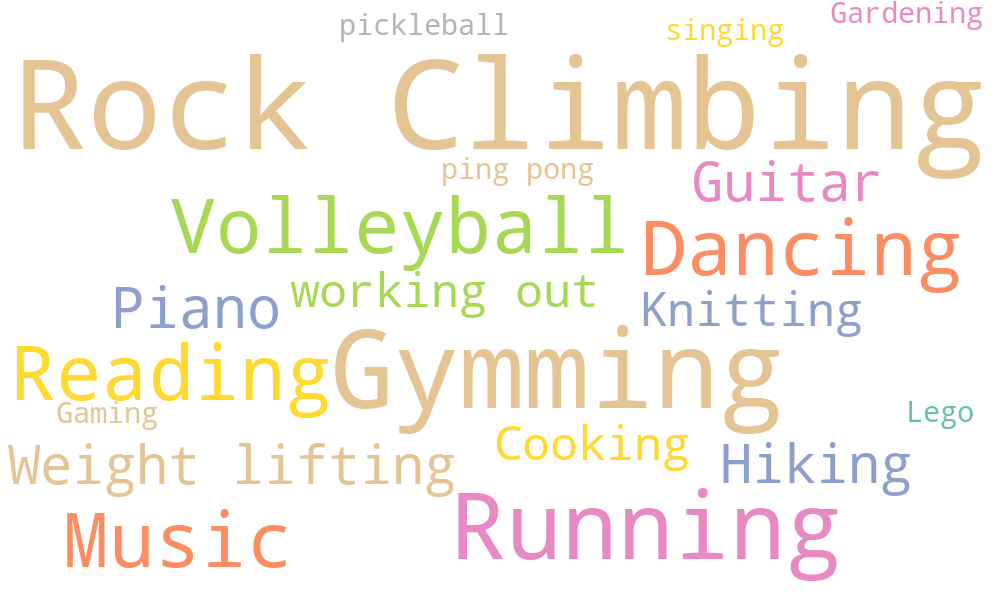 Gardening
pickleball
singing
Rock Climbing
ping pong
Guitar
Volleyball
Dancing
working out
Piano
Knitting
Gymming
Reading
Gaming
Lego
Cooking
Weight lifting
Hiking
Running
Music